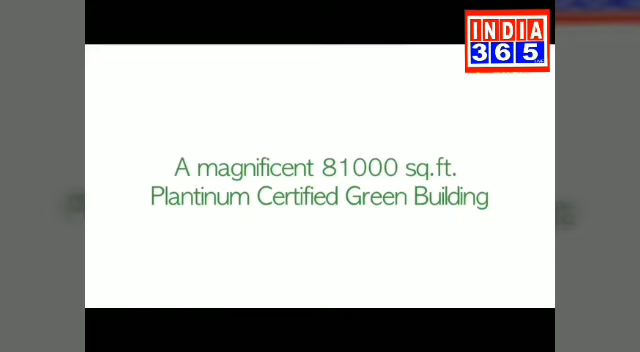 INDIA
365
A magnificent 81000 sq.ft.
Plantinum Certified Green Building